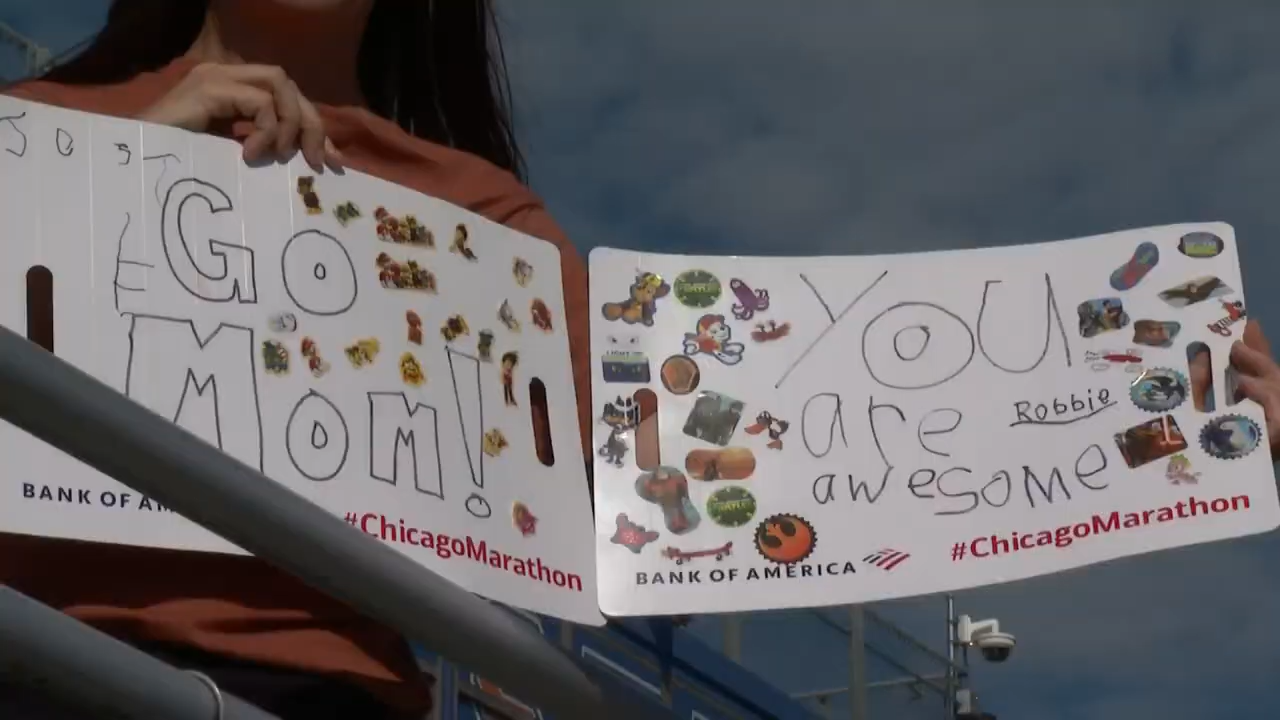 GO
MOM!
BANK OF AM
#ChicagoMarathon
YOU
are
Robbie
awesome
BANK OF AMERICA
#ChicagoMarathon